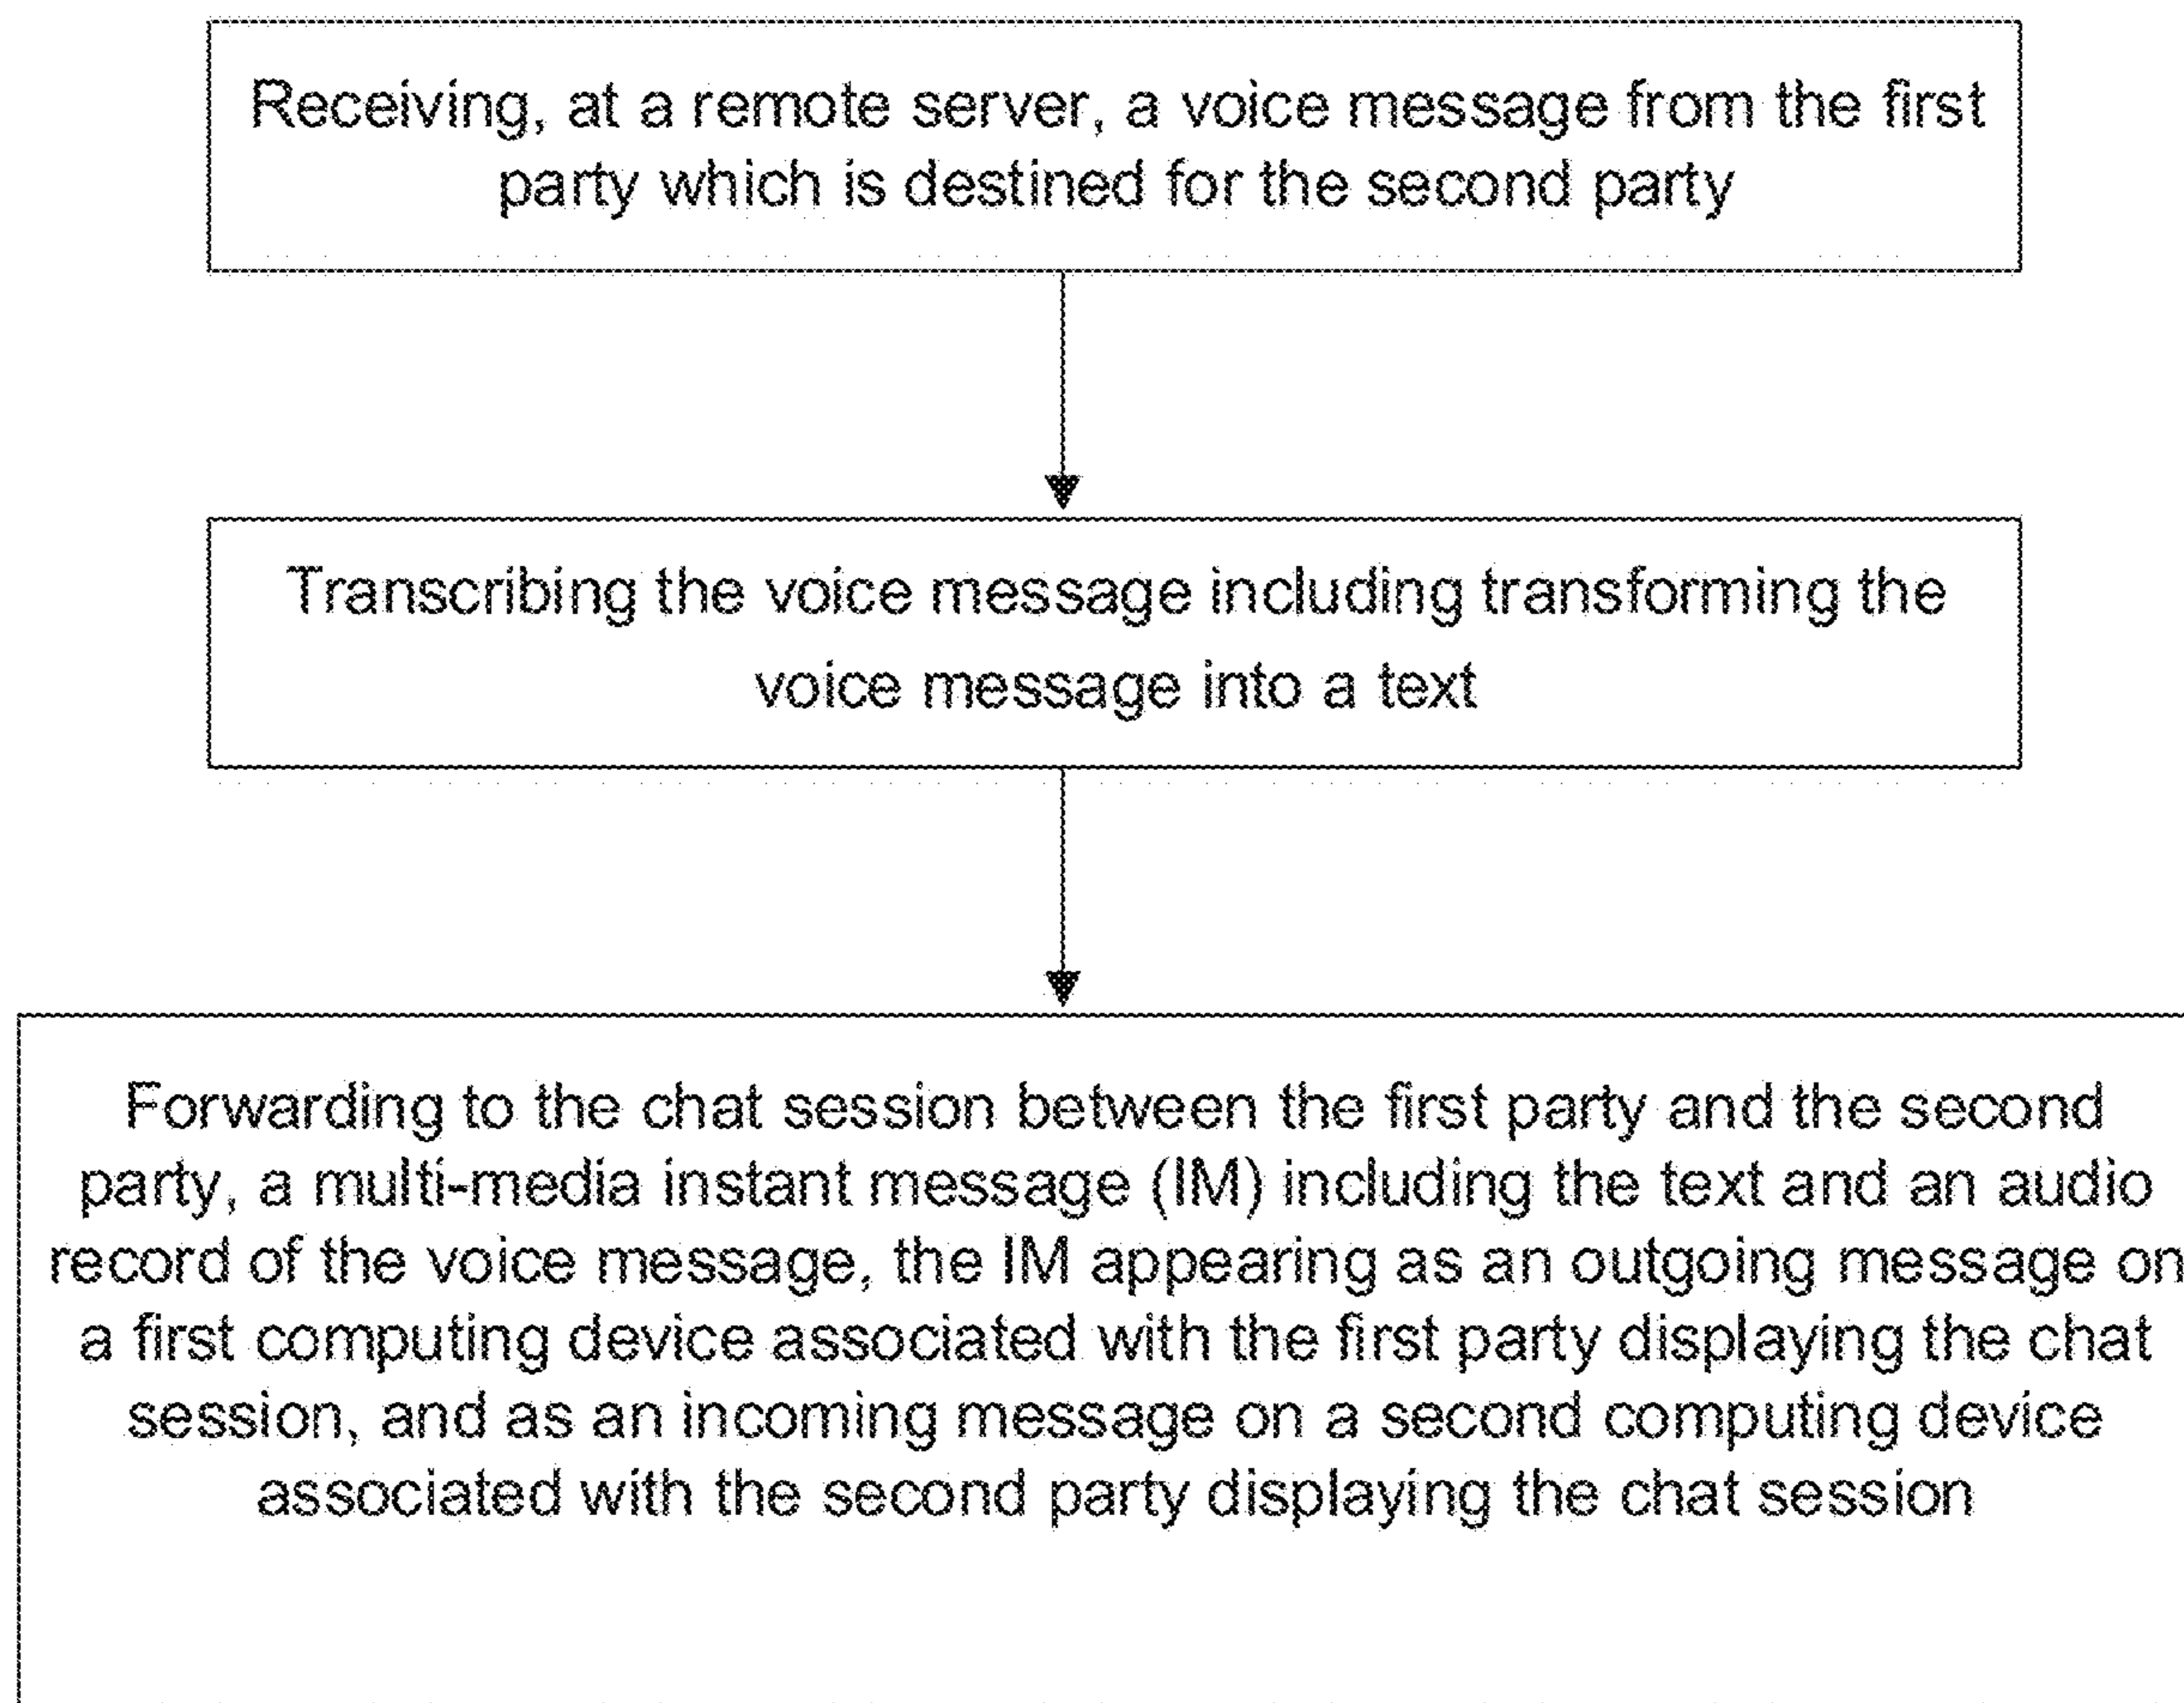 Receiving, at a remote server, a voice message from the first
party which is destined for the second party
Transcribing the voice message including transforming the
voice message into a text
Forwarding to the chat session between the first party and the second
party, a multi-media instant message (IM) including the text and an audio
record of the voice message, the IM appearing as an outgoing message on
a first computing device associated with the first party displaying the chat
session, and as an incoming message on a second computing device
associated with the second party displaying the chat session